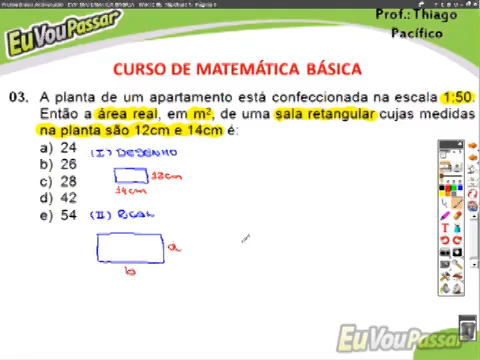 EuVouPassar
Prof.: Thiago
Pacífico
CURSO DE MATEMÁTICA BÁSICA
03. A planta de um apartamento está confeccionada na escala 1:50.
Então a área real, em m², de uma sala retangular cujas medidas
na planta são 12cm e 14cm é:
a) 24
(I) DESENHO
b) 26
12cm
c) 28
14cm
d) 42
e) 54
(II) REAL
a
b
EuVouPassar